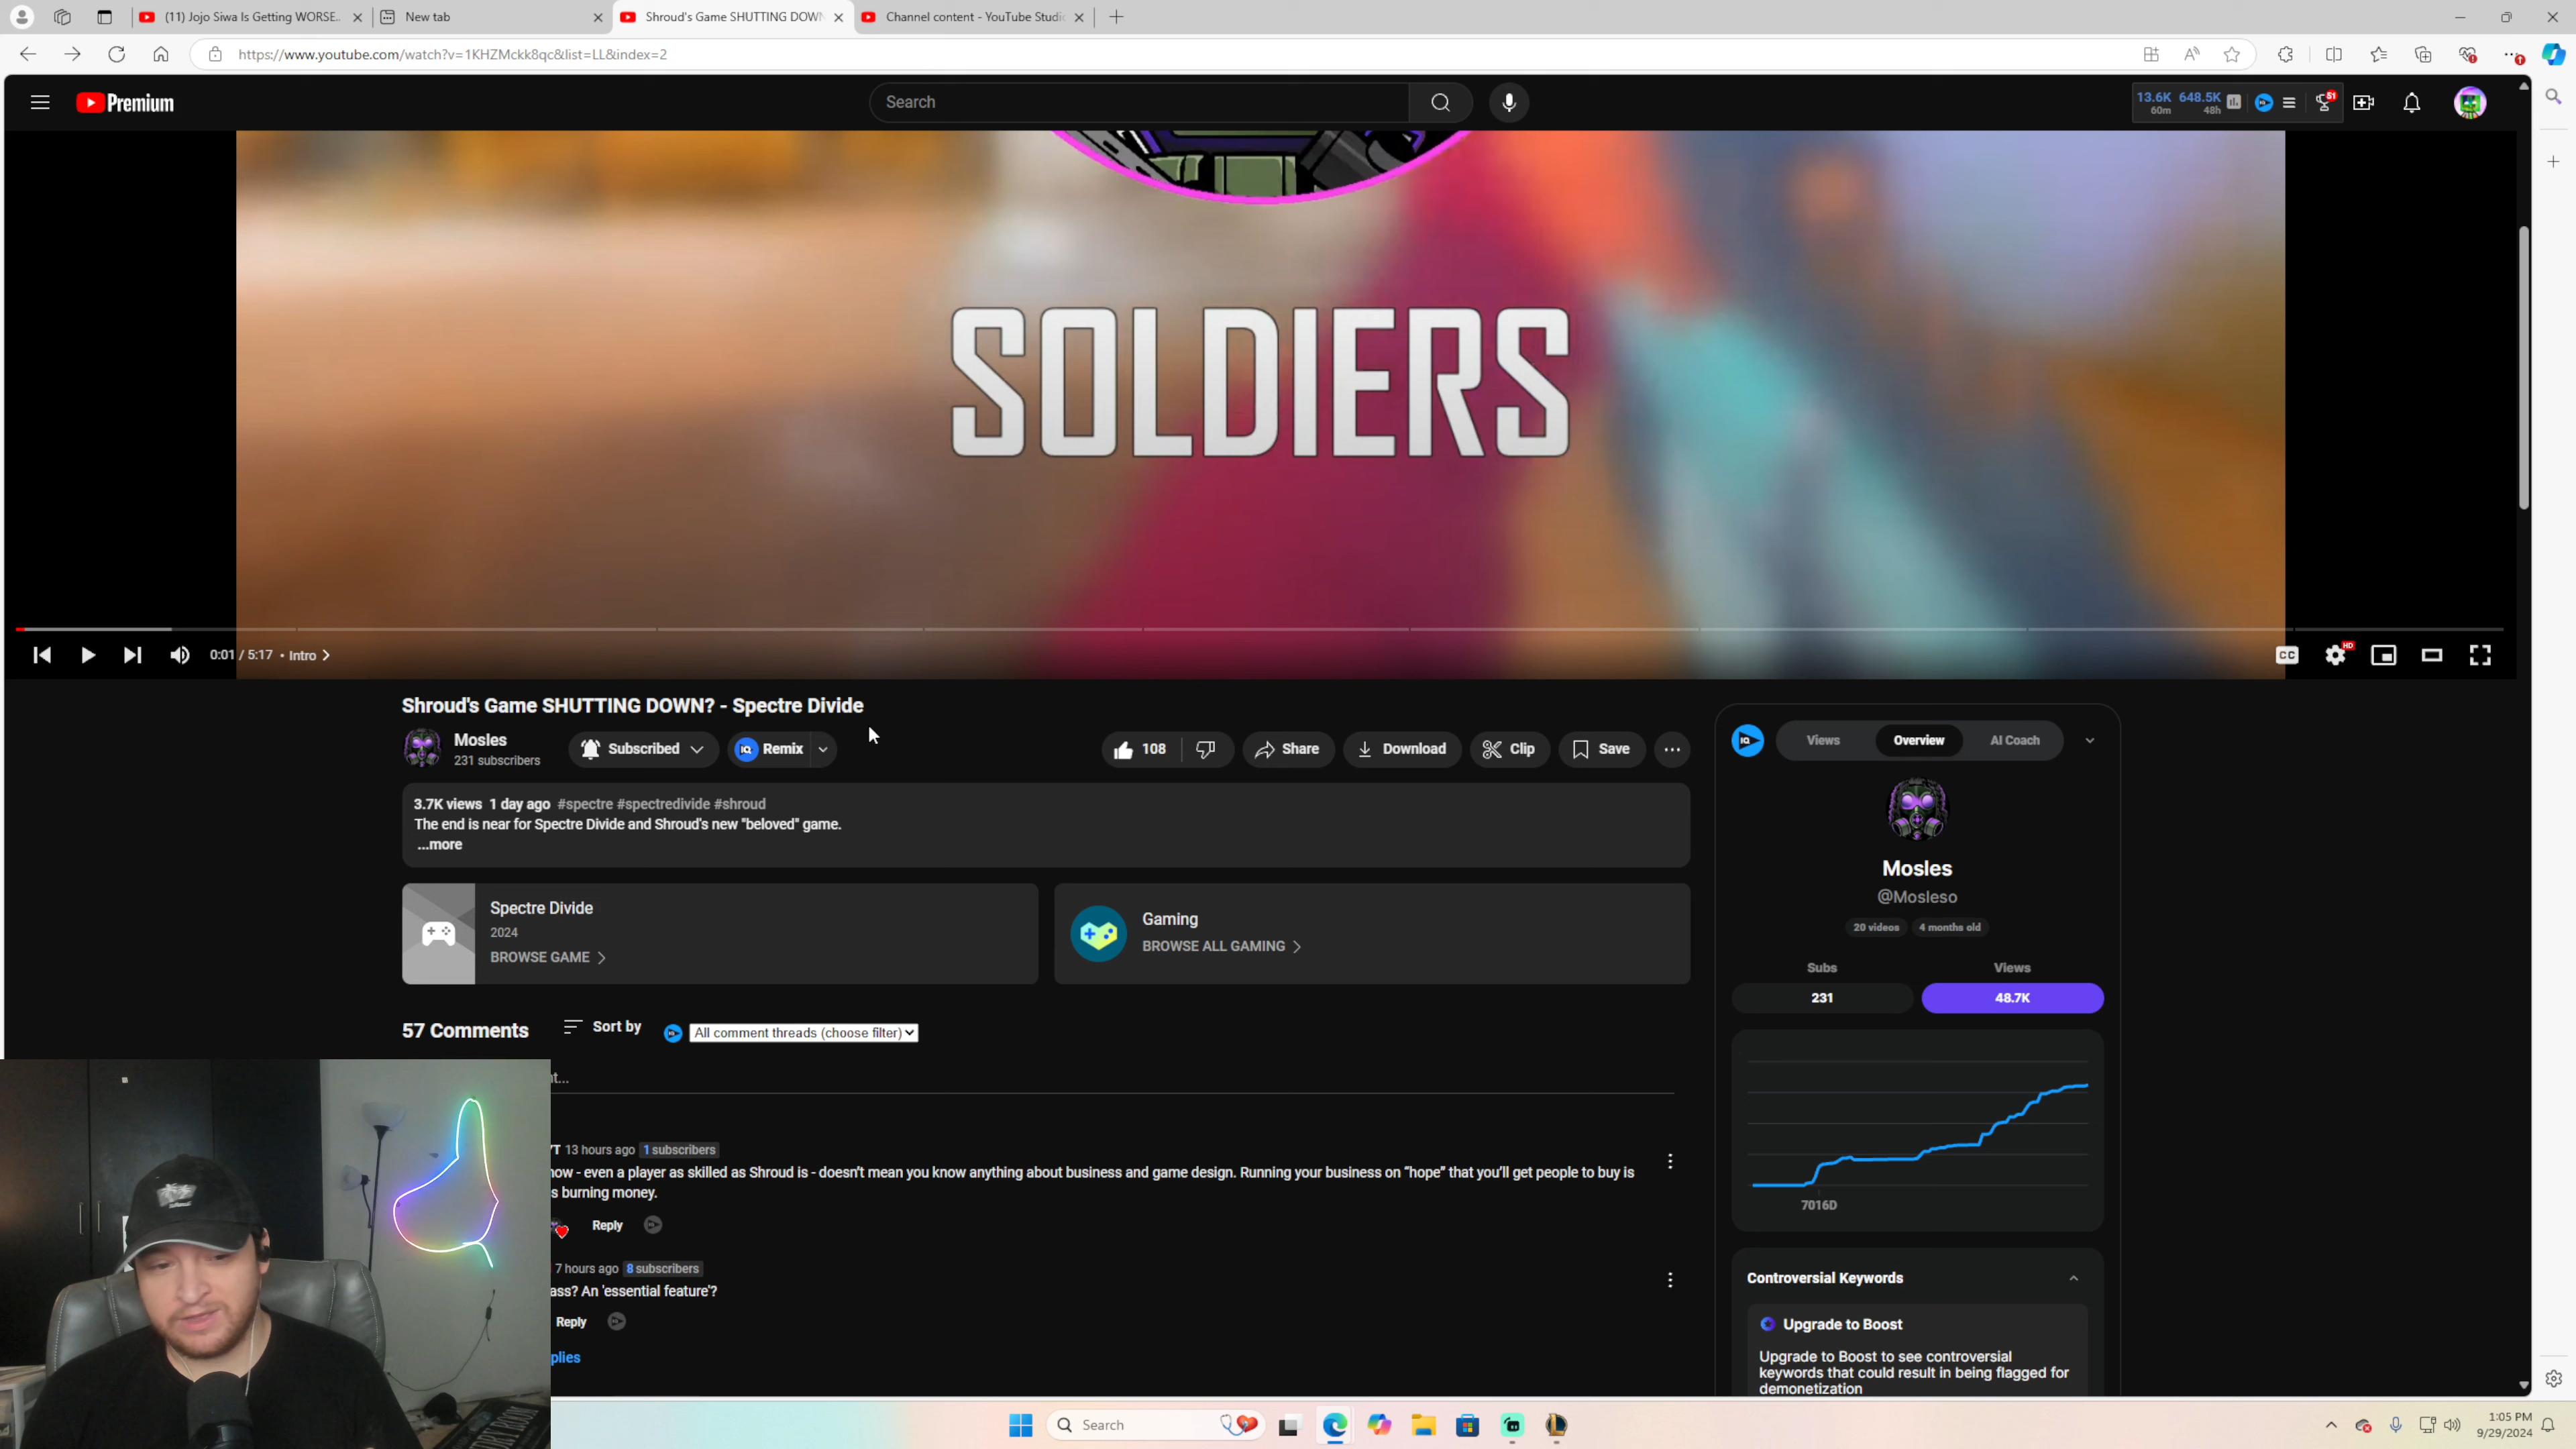 (11) Jojo Siwa Is Getting WORSE..
New tab
Shroud's Game SHUTTING DOWN
Channel content - YouTube Studio
https://www.youtube.com/watch?v=1KHZMckk8qc&list=LL&index=2
Premium
Search
13.6K 648.5K
60m 48h
51
SOLDIERS
0:01 / 5:17 • Intro
CC
HD
Shroud's Game SHUTTING DOWN? - Spectre Divide
Mosles
231 subscribers
Subscribed
IQ Remix
108
Share
Download
Clip
Save
3.7K views 1 day ago #spectre #spectredivide #shroud
The end is near for Spectre Divide and Shroud's new "beloved" game.
...more
Spectre Divide
2024
BROWSE GAME
Gaming
BROWSE ALL GAMING
57 Comments
Sort by
All comment threads (choose filter)
13 hours ago 1 subscribers
- even a player as skilled as Shroud is - doesn't mean you know anything about business and game design. Running your business on "hope" that you'll get people to buy is
burning money.
Reply
7 hours ago 8 subscribers
An 'essential feature'?
Reply
IQ
Views
Overview
AI Coach
Mosles
@Mosleso
20 videos
4 months old
Subs
Views
231
48.7K
7016D
Controversial Keywords
Upgrade to Boost
Upgrade to Boost to see controversial
keywords that could result in being flagged for
demonetization
Search
1:05 PM
9/29/2024